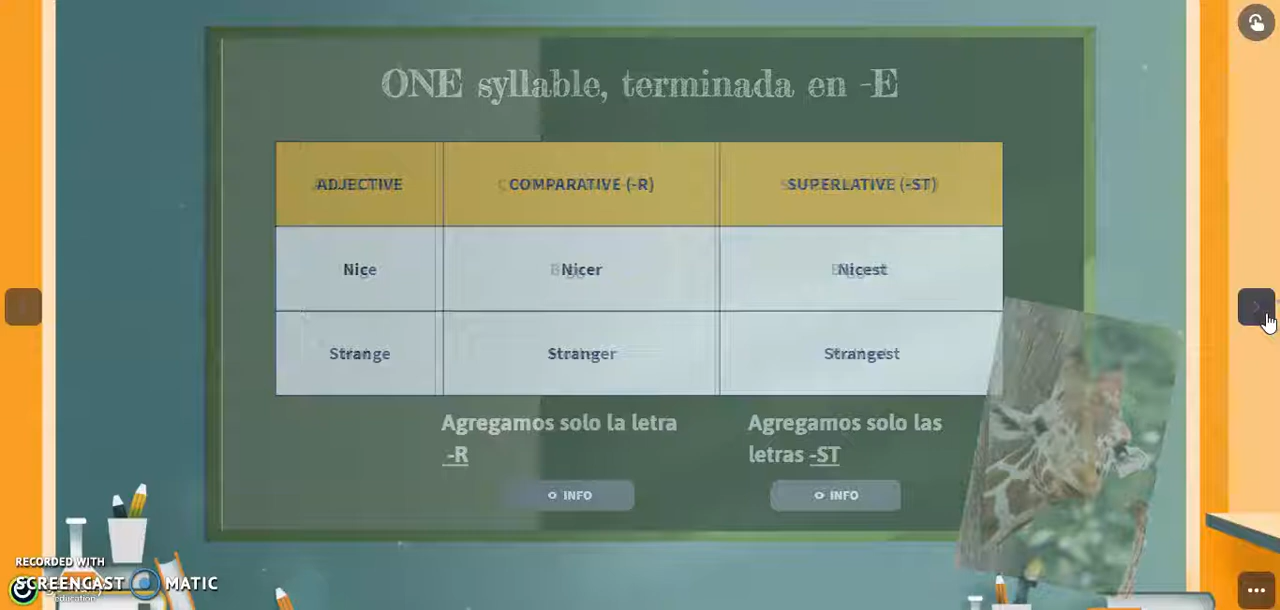 ONE syllable, terminada en -E
ADJECTIVE COMPARATIVE (-R) SUPERLATIVE (-ST)
Nice Nicer Nicest
Strange Stranger Strangest
Agregamos solo la letra
-R
Agregamos solo las
letras -ST
INFO
INFO
RECORDED WITH
SCREENCAST MATIC
education